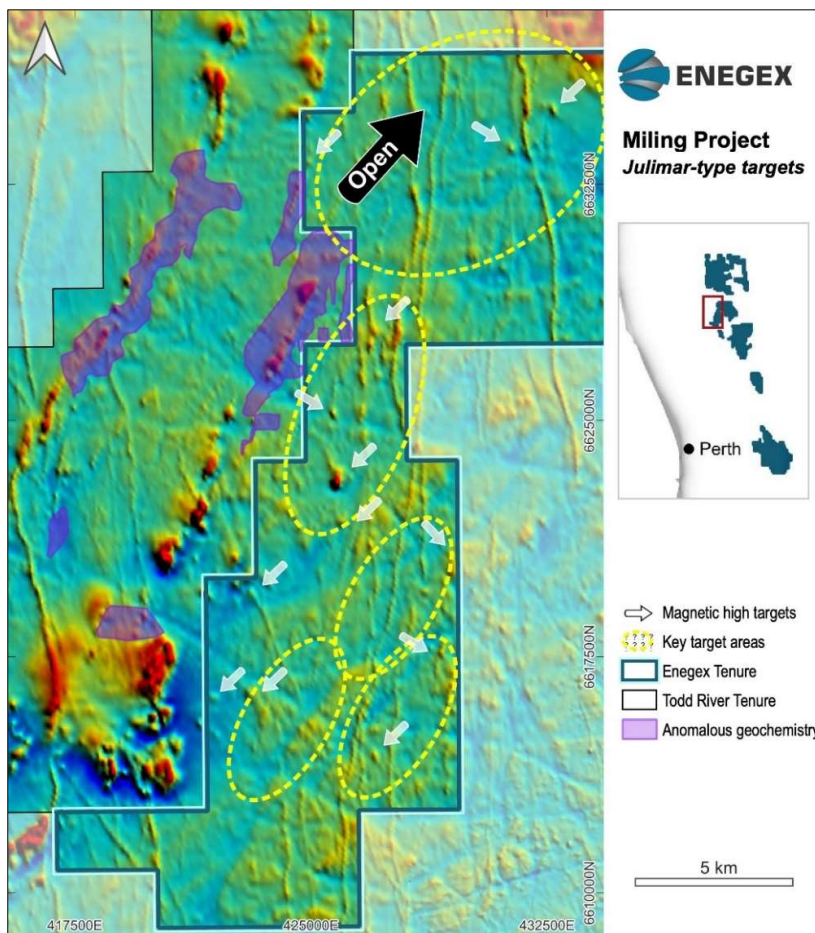 ENEGEX
Miling Project
Julimar-type targets
Open
6632500N
6625000N
6617500N
6610000N
417500E
425000E
432500E
Perth
Magnetic high targets
? ? ?
? ? ?
Key target areas
Enegex Tenure
Todd River Tenure
Anomalous geochemistry
5 km